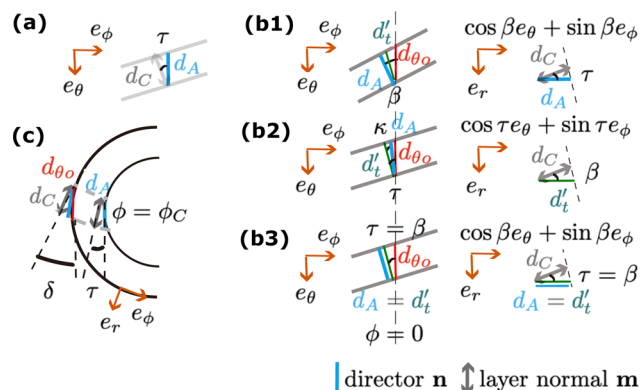 (a)
e_ϕ
e_θ
τ
d_C
d_A
(b1)
e_ϕ
e_θ
d'_t
d_A
d_θo
β
cos βe_θ + sin βe_ϕ
e_r
d_C
d_A
τ
(b2)
e_ϕ
e_θ
κ
d_A
d'_t
d_θo
τ
cos τe_θ + sin τe_ϕ
e_r
d_C
d'_t
β
(b3)
e_ϕ
e_θ
τ = β
d_θo
d_A = d'_t
ϕ = 0
cos βe_θ + sin βe_ϕ
e_r
d_C
τ = β
d_A = d'_t
(c)
d_θo
d_C
d_A
ϕ = ϕ_C
δ
τ
e_r
e_ϕ
director n
layer normal m